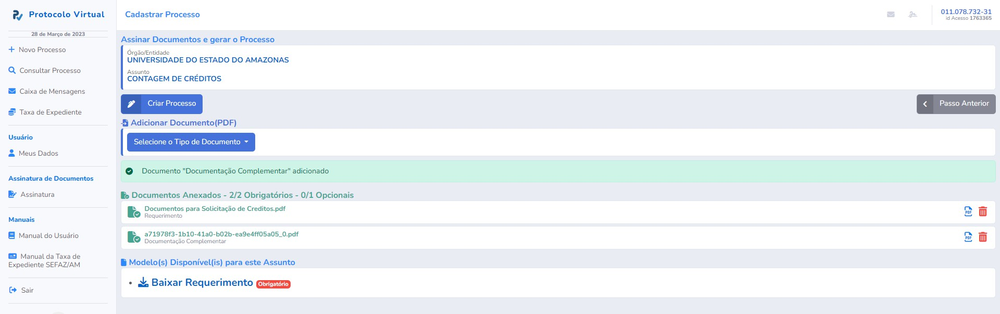 Protocolo Virtual
28 de Março de 2023
Novo Processo
Consultar Processo
Caixa de Mensagens
Taxa de Expediente
Usuário
Meus Dados
Assinatura de Documentos
Assinatura
Manuais
Manual do Usuário
Manual da Taxa de
Expediente SEFAZ/AM
Sair
Cadastrar Processo
011.078.732-31
id Acesso 1763365
Assinar Documentos e gerar o Processo
Órgão/Entidade
UNIVERSIDADE DO ESTADO DO AMAZONAS
Assunto
CONTAGEM DE CRÉDITOS
Criar Processo
Passo Anterior
Adicionar Documento(PDF)
Selecione o Tipo de Documento
Documento "Documentação Complementar" adicionado
Documentos Anexados - 2/2 Obrigatórios - 0/1 Opcionais
Documentos para Solicitação de Creditos.pdf
Requerimento
PDF
a71978f3-1b10-41a0-b02b-ea9e4ff05a05_0.pdf
Documentação Complementar
PDF
Modelo(s) Disponível(is) para este Assunto
Baixar Requerimento Obrigatório